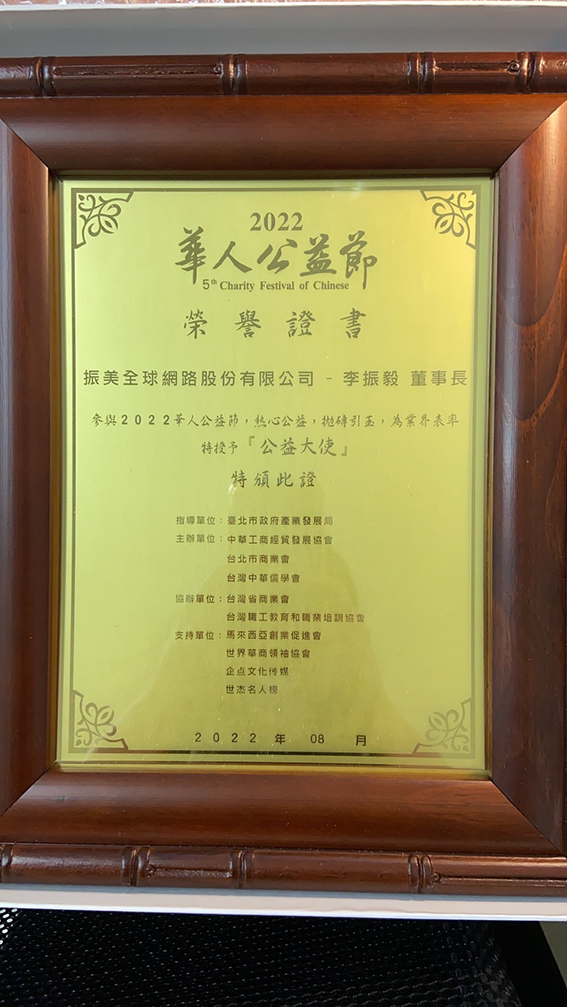 2022
華人公益節
5th Charity Festival of Chinese
榮譽證書
振美全球網路股份有限公司 - 李振毅 董事長
參與2022華人公益節，熱心公益，拋磚引玉，為業界表率
特授予『公益大使』
特頒此證
指導單位：臺北市政府產業發展局
主辦單位：中華工商經貿發展協會
台北市商業會
台灣中華儒學會
協辦單位：台灣省商業會
台灣職工教育和職業培訓協會
支持單位：馬來西亞創業促進會
世界華商領袖協會
企点文化传媒
世杰名人榜
2022 年 08 月